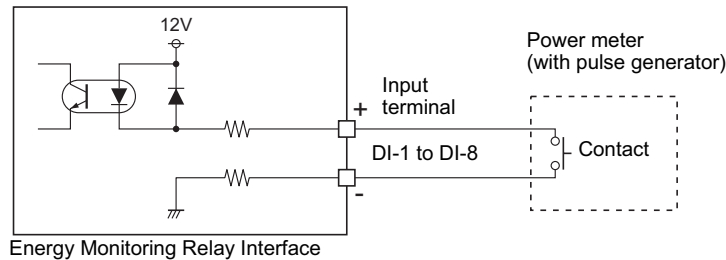 12V
Power meter
(with pulse generator)
Input
terminal
+
DI-1 to DI-8
Contact
-
Energy Monitoring Relay Interface